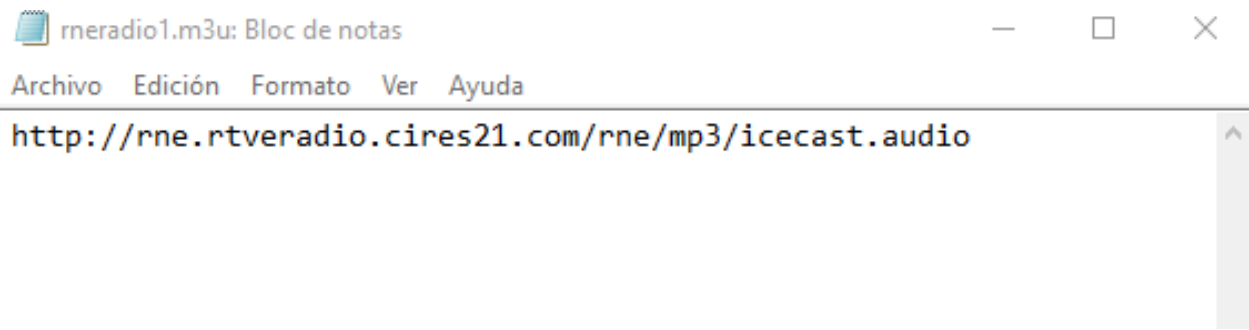 rneradio1.m3u: Bloc de notas
Archivo Edición Formato Ver Ayuda
http://rne.rtveradio.cires21.com/rne/mp3/icecast.audio